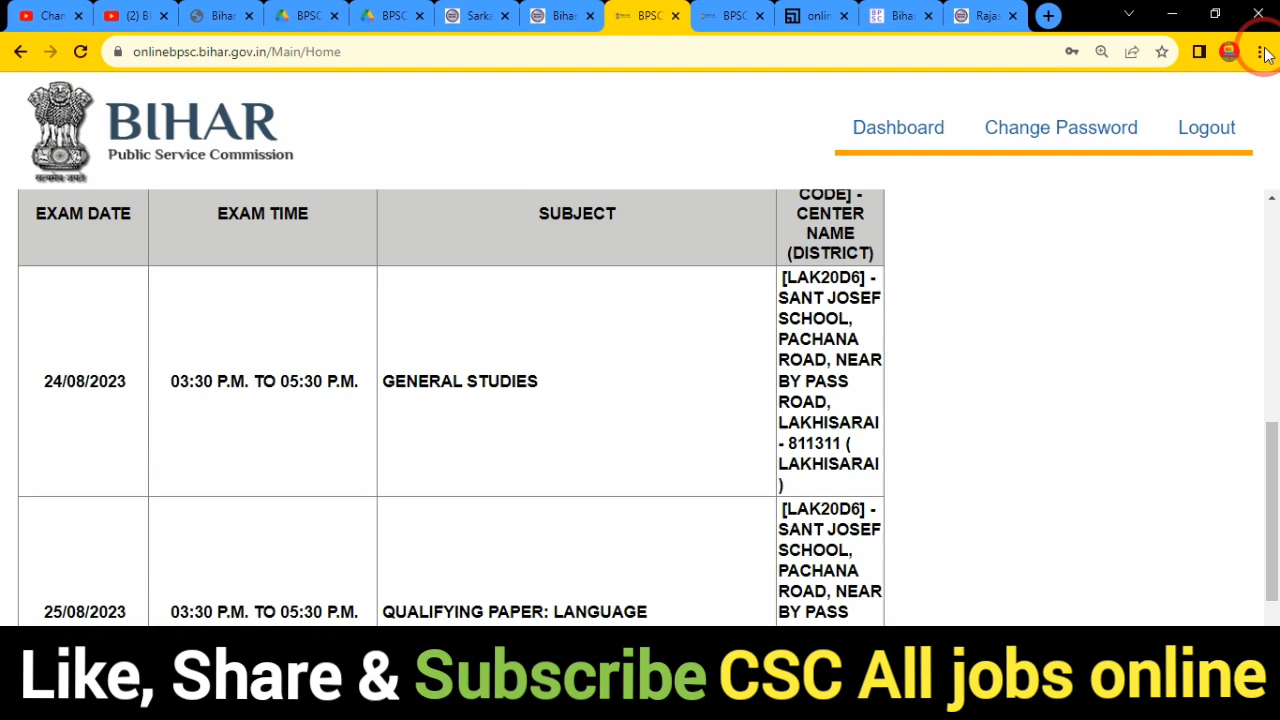 Chan
(2) B
Bihar
BPSC
BPSC
Sarka
Bihar
BPSC
BPSC
onlin
Bihar
Rajas
onlinebpsc.bihar.gov.in/Main/Home
BIHAR
Public Service Commission
सत्यमेव जयते
Dashboard Change Password Logout
EXAM DATE EXAM TIME SUBJECT
CODE] -
CENTER
NAME
(DISTRICT)
24/08/2023 03:30 P.M. TO 05:30 P.M. GENERAL STUDIES
[LAK20D6] -
SANT JOSEF
SCHOOL,
PACHANA
ROAD, NEAR
BY PASS
ROAD,
LAKHISARAI
- 811311 (
LAKHISARAI
)
25/08/2023 03:30 P.M. TO 05:30 P.M. QUALIFYING PAPER: LANGUAGE
[LAK20D6] -
SANT JOSEF
SCHOOL,
PACHANA
ROAD, NEAR
BY PASS
Like, Share & Subscribe CSC All jobs online